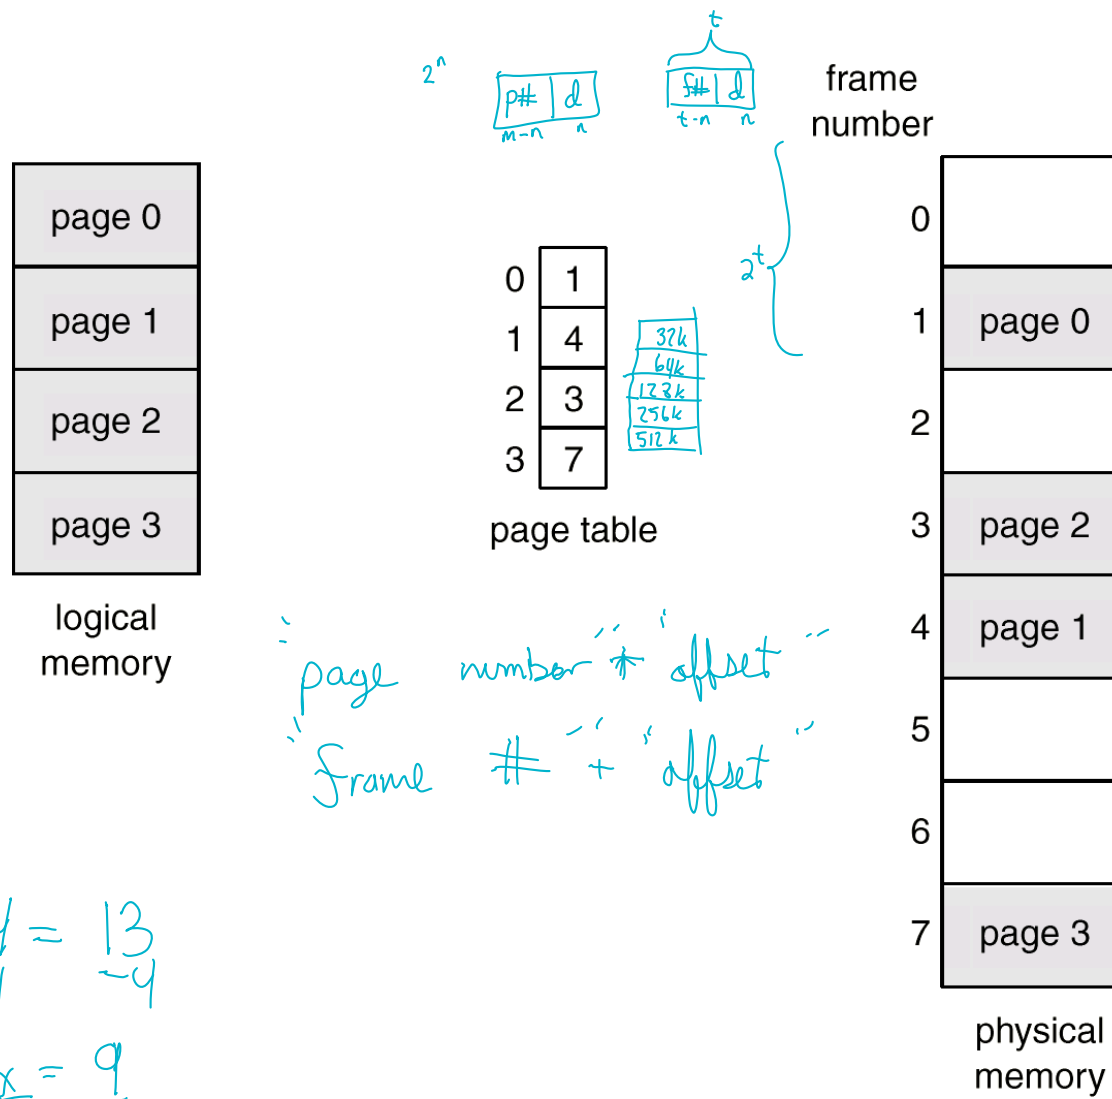 t
2ⁿ
p# | d
f# | d
m-n n
t-n n
frame
number
page 0
page 1
page 2
page 3
logical
memory
0 1
1 4
2 3
3 7
page table
32k
64k
128k
256k
512k
2ᵗ
0
1 page 0
2
3 page 2
4 page 1
5
6
7 page 3
physical
memory
"page number" + "offset"
"frame #" + "offset"
= 13
-4
x = 9